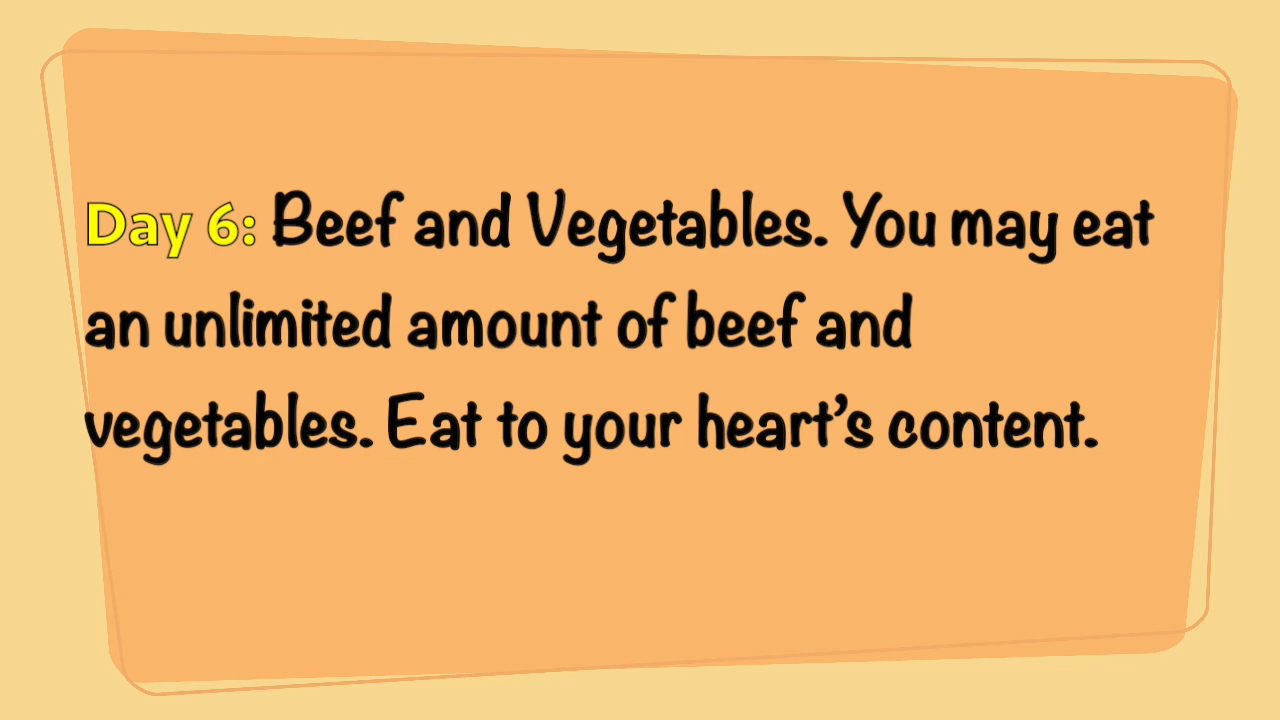 Day 6: Beef and Vegetables. You may eat
an unlimited amount of beef and
vegetables. Eat to your heart’s content.